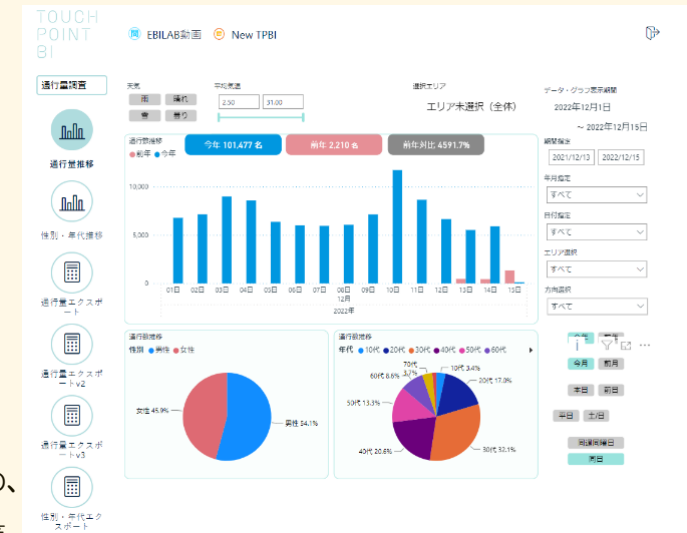 TOUCH
POINT
BI
EBILAB動画
New TPBI
通行量調査
通行量推移
性別・年代推移
通行量エクスポ
ート
通行量エクスポ
ートv2
通行量エクスポ
ートv3
性別・年代エク
スポート
天気
雨 晴れ
雪 曇り
平均気温
2.50 31.00
選択エリア
エリア未選択（全体）
データ・グラフ表示期間
2022年12月1日
～ 2022年12月15日
期間指定
2021/12/13 2022/12/15
年月指定
すべて
日付指定
すべて
エリア選択
すべて
方向選択
すべて
通行数推移
前年 今年
今年 101,477 名
前年 2,210 名
前年対比 4591.7%
10,000
5,000
0
01日 02日 03日 04日 05日 06日 07日 08日 09日 10日 11日 12日 13日 14日 15日
12月
2022年
通行数推移
性別 男性 女性
女性 45.9%
男性 54.1%
通行数推移
年代 10代 20代 30代 40代 50代 60代
70代
3.7%
10代 3.4%
60代 8.6%
20代 17.9%
50代 13.3%
40代 20.6%
30代 32.1%
今月 前月
本日 前日
平日 土/日
同週同曜日
同日
の、